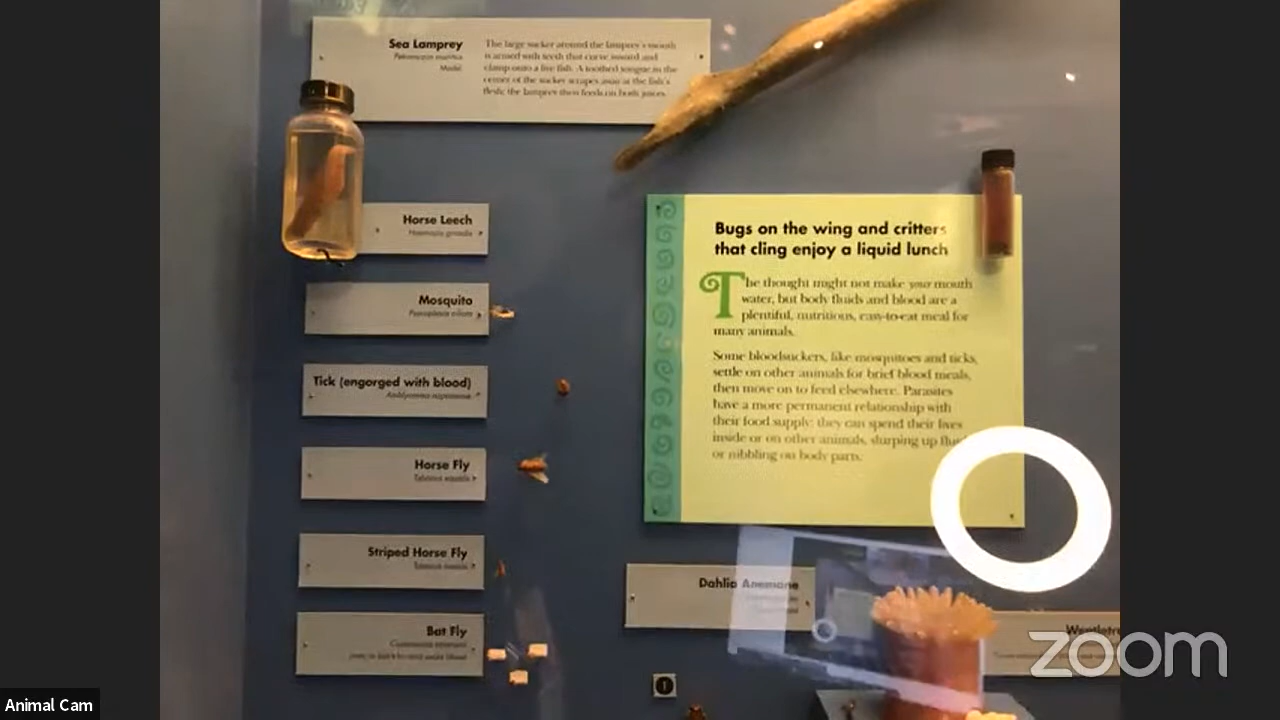 Sea Lamprey
Petromyzon marinus
Model
The large sucker around the lamprey's mouth
is armed with teeth that curve inward and
clamp onto a live fish. A toothed tongue in the
center of the sucker scrapes away at the fish's
flesh; the lamprey then feeds on body juices.
Horse Leech
Haemopis grandis
Mosquito
Psorophora ciliata
Tick (engorged with blood)
Horse Fly
Tabanus
Striped Horse Fly
Tabanus
Bat Fly
Bugs on the wing and critters
that cling enjoy a liquid lunch
The thought might not make your mouth
water, but body fluids and blood are a
plentiful, nutritious, easy-to-eat meal for
many animals.
Some bloodsuckers, like mosquitoes and ticks,
settle on other animals for brief blood meals,
then move on to feed elsewhere. Parasites
have a more permanent relationship with
their food supply: they can spend their lives
inside or on other animals, slurping up
or nibbling on body parts.
Dahlia Anemone
1
zoom
Animal Cam